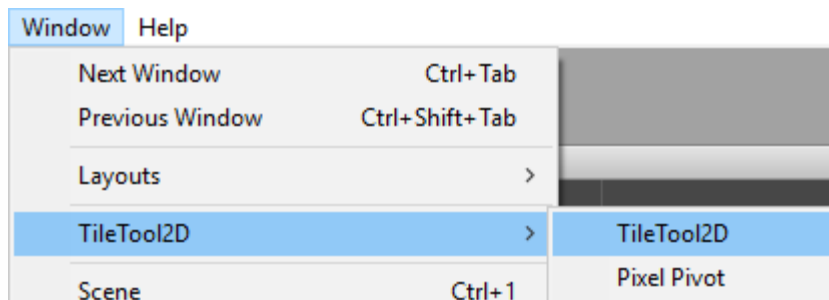 Window Help
Next Window Ctrl+Tab
Previous Window Ctrl+Shift+Tab
Layouts >
TileTool2D > TileTool2D
Pixel Pivot
Scene Ctrl+1